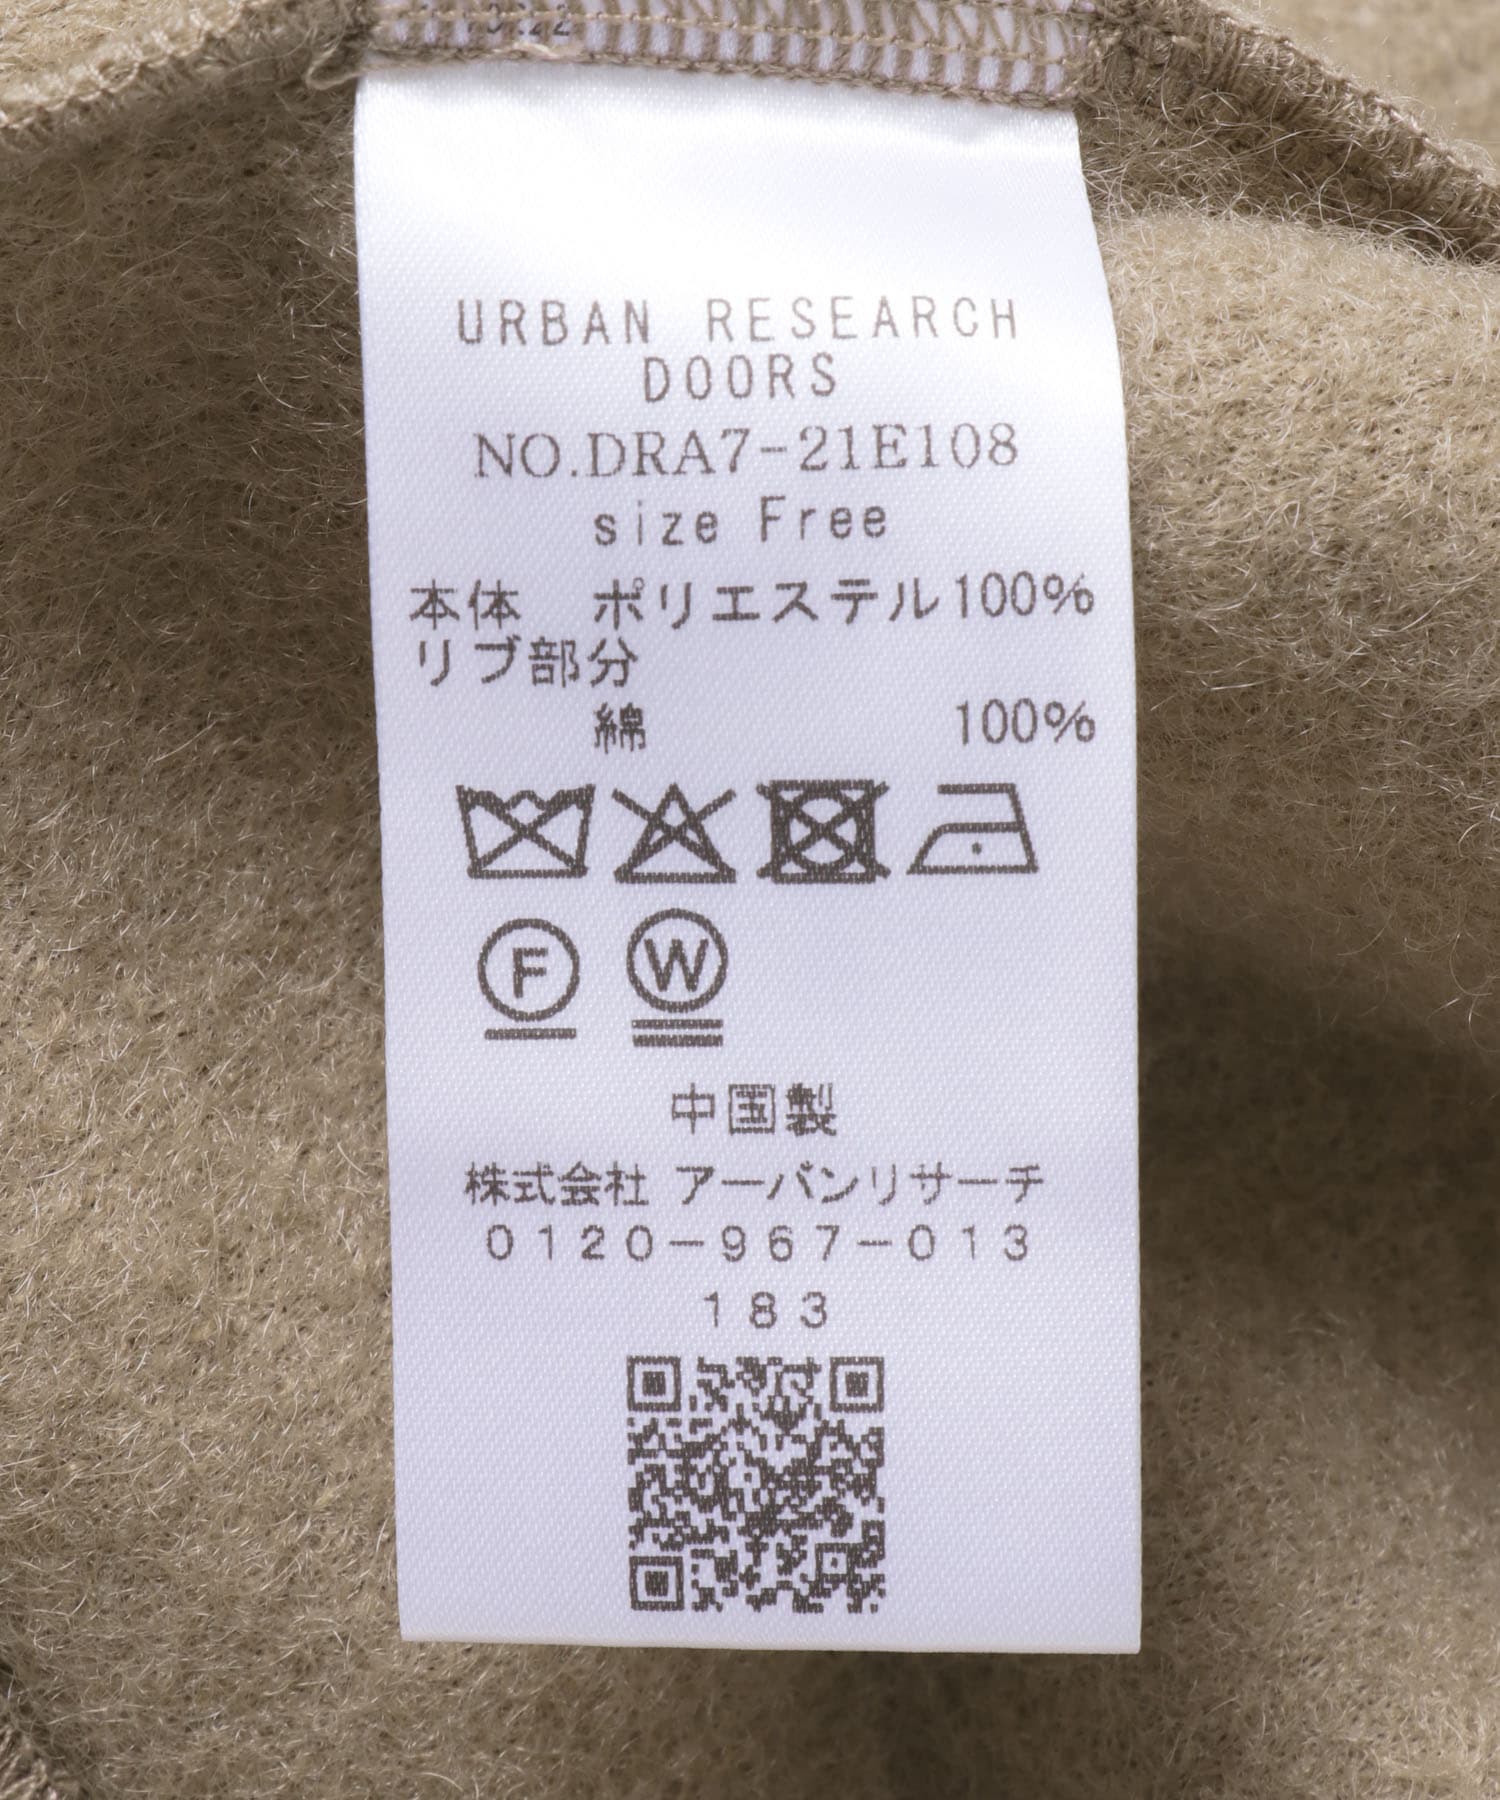 URBAN RESEARCH
DOORS
NO.DRA7-21E108
size Free
本体 ポリエステル100%
リブ部分
綿 100%
F W
中国製
株式会社 アーバンリサーチ
0120-967-013
183